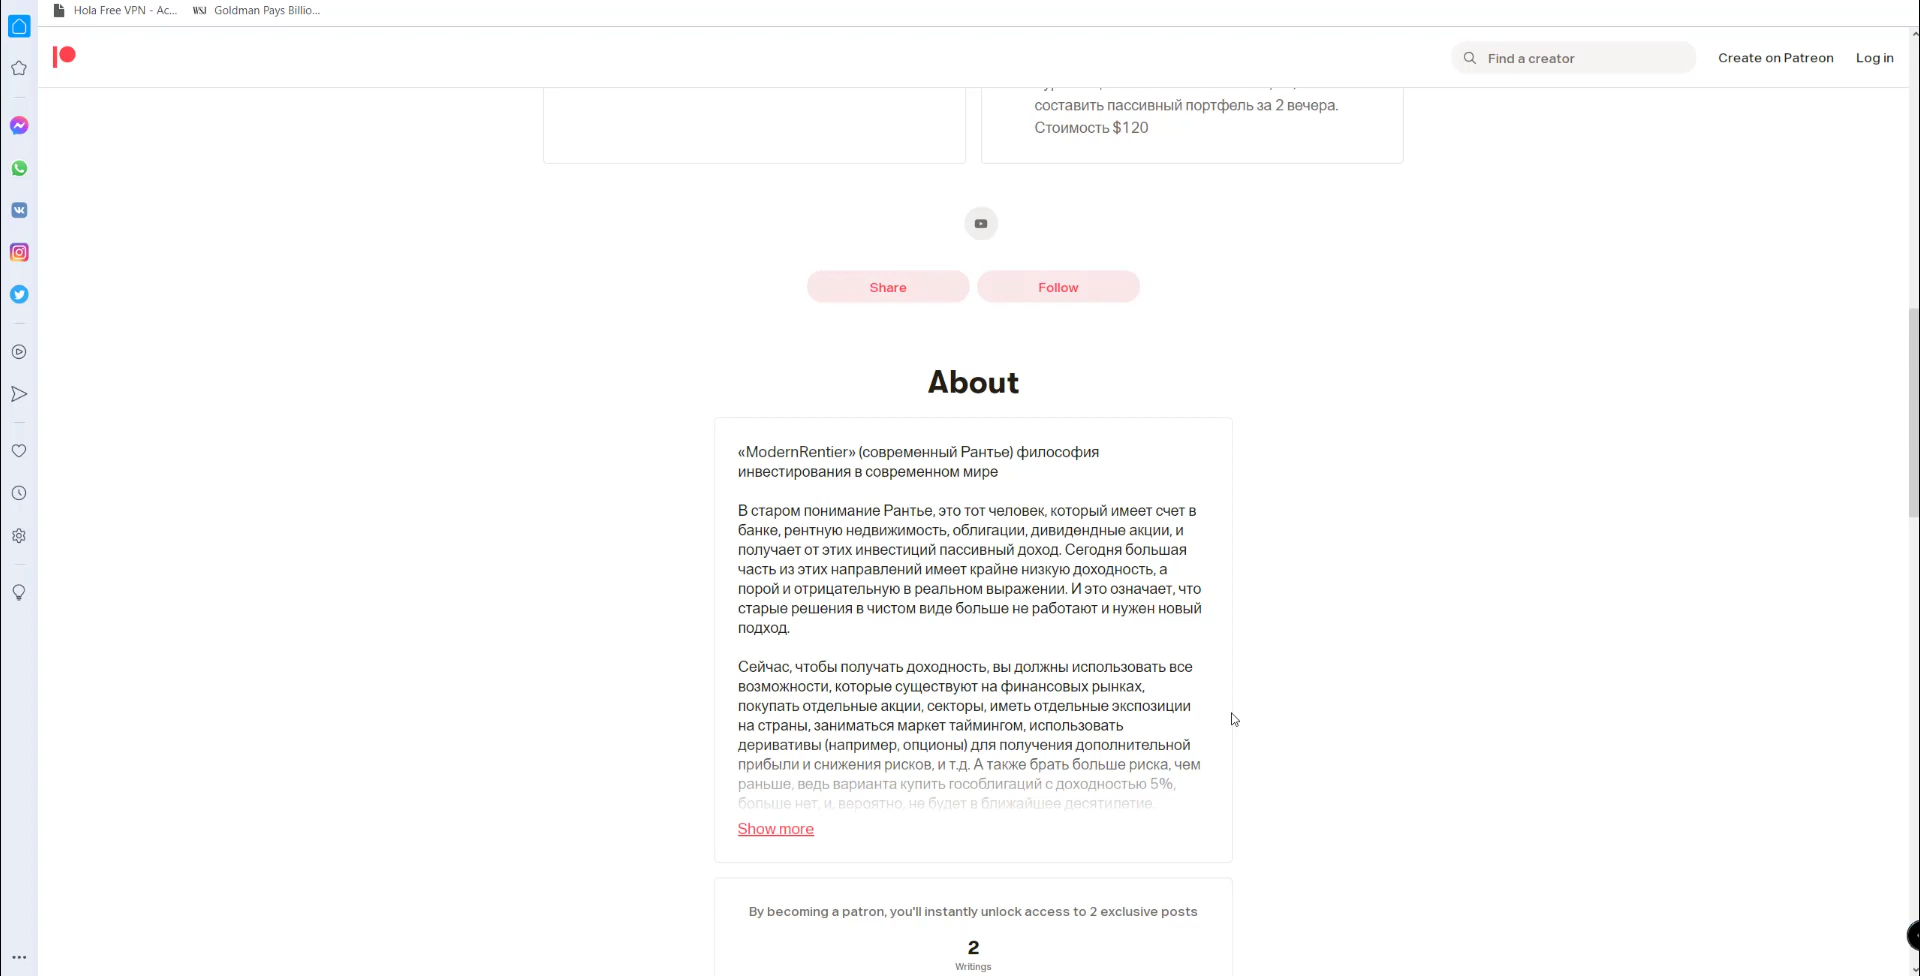 Hola Free VPN - Ac...
WSJ Goldman Pays Billio...
Find a creator
Create on Patreon
Log in
составить пассивный портфель за 2 вечера.
Стоимость $120
Share
Follow
About
«ModernRentier» (современный Рантье) философия
инвестирования в современном мире
В старом понимание Рантье, это тот человек, который имеет счет в
банке, рентную недвижимость, облигации, дивидендные акции, и
получает от этих инвестиций пассивный доход. Сегодня большая
часть из этих направлений имеет крайне низкую доходность, а
порой и отрицательную в реальном выражении. И это означает, что
старые решения в чистом виде больше не работают и нужен новый
подход.
Сейчас, чтобы получать доходность, вы должны использовать все
возможности, которые существуют на финансовых рынках,
покупать отдельные акции, секторы, иметь отдельные экспозиции
на страны, заниматься маркет таймингом, использовать
деривативы (например, опционы) для получения дополнительной
прибыли и снижения рисков, и т.д. А также брать больше риска, чем
раньше, ведь варианта купить гособлигаций с доходностью 5%,
больше нет, и, вероятно, не будет в ближайшее десятилетие.
Show more
By becoming a patron, you'll instantly unlock access to 2 exclusive posts
2
Writings